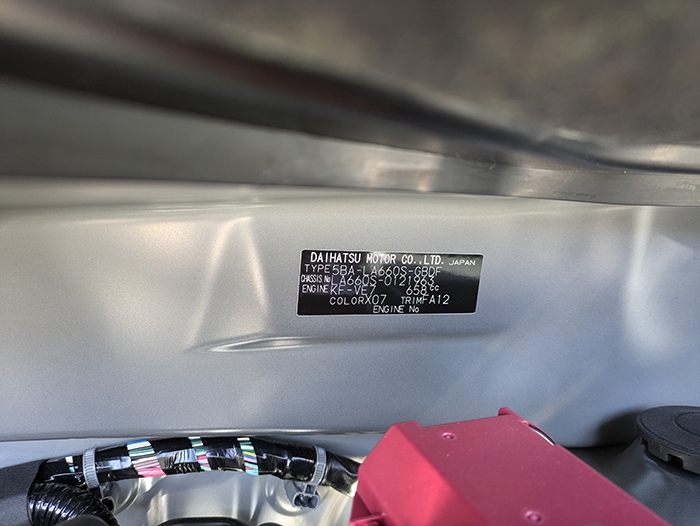 DAIHATSU MOTOR CO.,LTD. JAPAN
TYPE 5BA-LA660S-GBDF
CHASSIS No LA660S-0121963
ENGINE KF-VE7 658cc
COLOR X07 TRIM FA12
ENGINE No